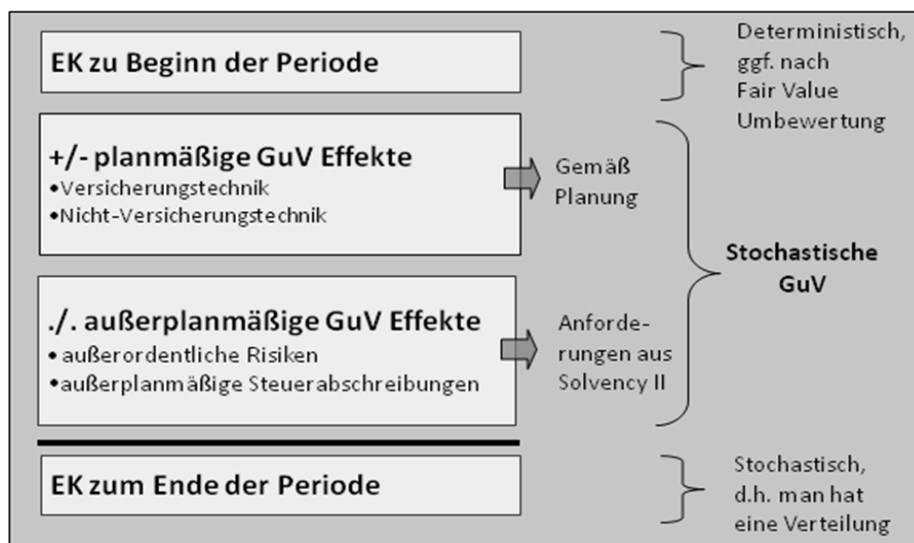 EK zu Beginn der Periode
Deterministisch,
ggf. nach
Fair Value
Umbewertung
+/- planmäßige GuV Effekte
•Versicherungstechnik
•Nicht-Versicherungstechnik
Gemäß
Planung
Stochastische
GuV
./. außerplanmäßige GuV Effekte
• außerordentliche Risiken
•außerplanmäßige Steuerabschreibungen
Anforde-
rungen aus
Solvency II
EK zum Ende der Periode
Stochastisch,
d.h. man hat
eine Verteilung